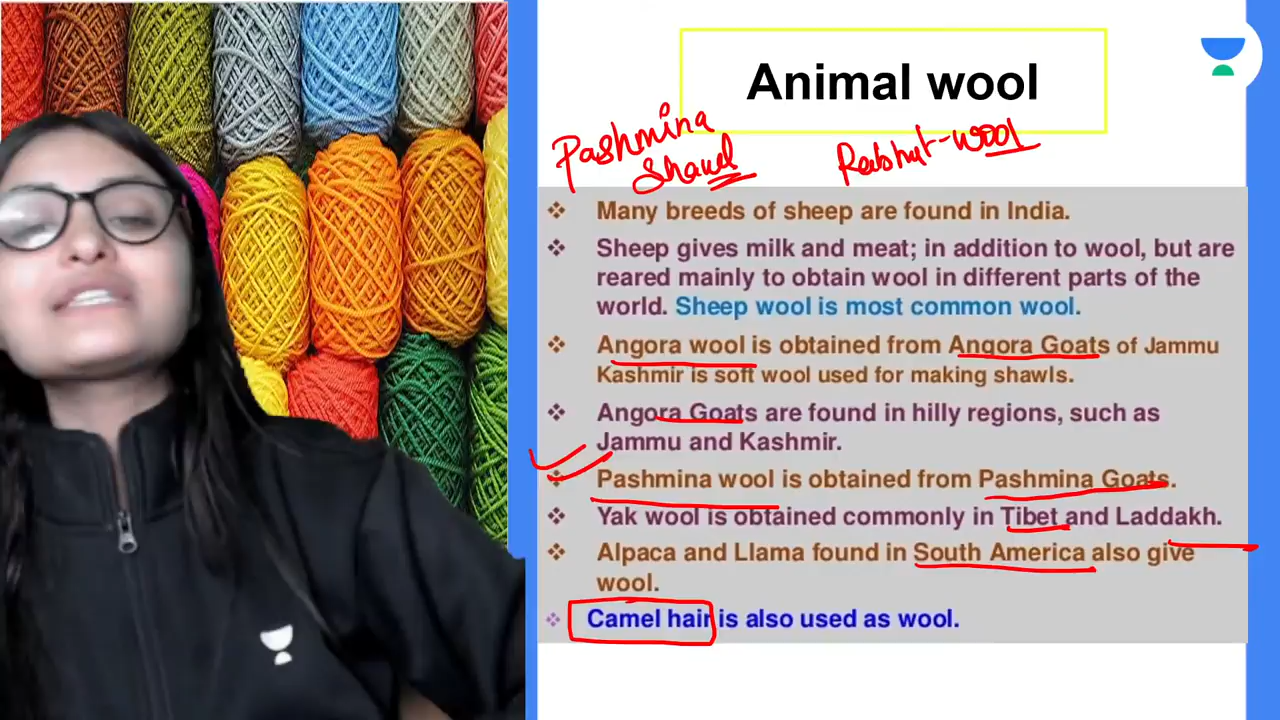 Animal wool
Pashmina
Shawl
Rabbit-wool
❖ Many breeds of sheep are found in India.
❖ Sheep gives milk and meat; in addition to wool, but are
reared mainly to obtain wool in different parts of the
world. Sheep wool is most common wool.
❖ Angora wool is obtained from Angora Goats of Jammu
Kashmir is soft wool used for making shawls.
❖ Angora Goats are found in hilly regions, such as
Jammu and Kashmir.
❖ Pashmina wool is obtained from Pashmina Goats.
Yak wool is obtained commonly in Tibet and Laddakh.
❖ Alpaca and Llama found in South America also give
wool.
❖ Camel hair is also used as wool.